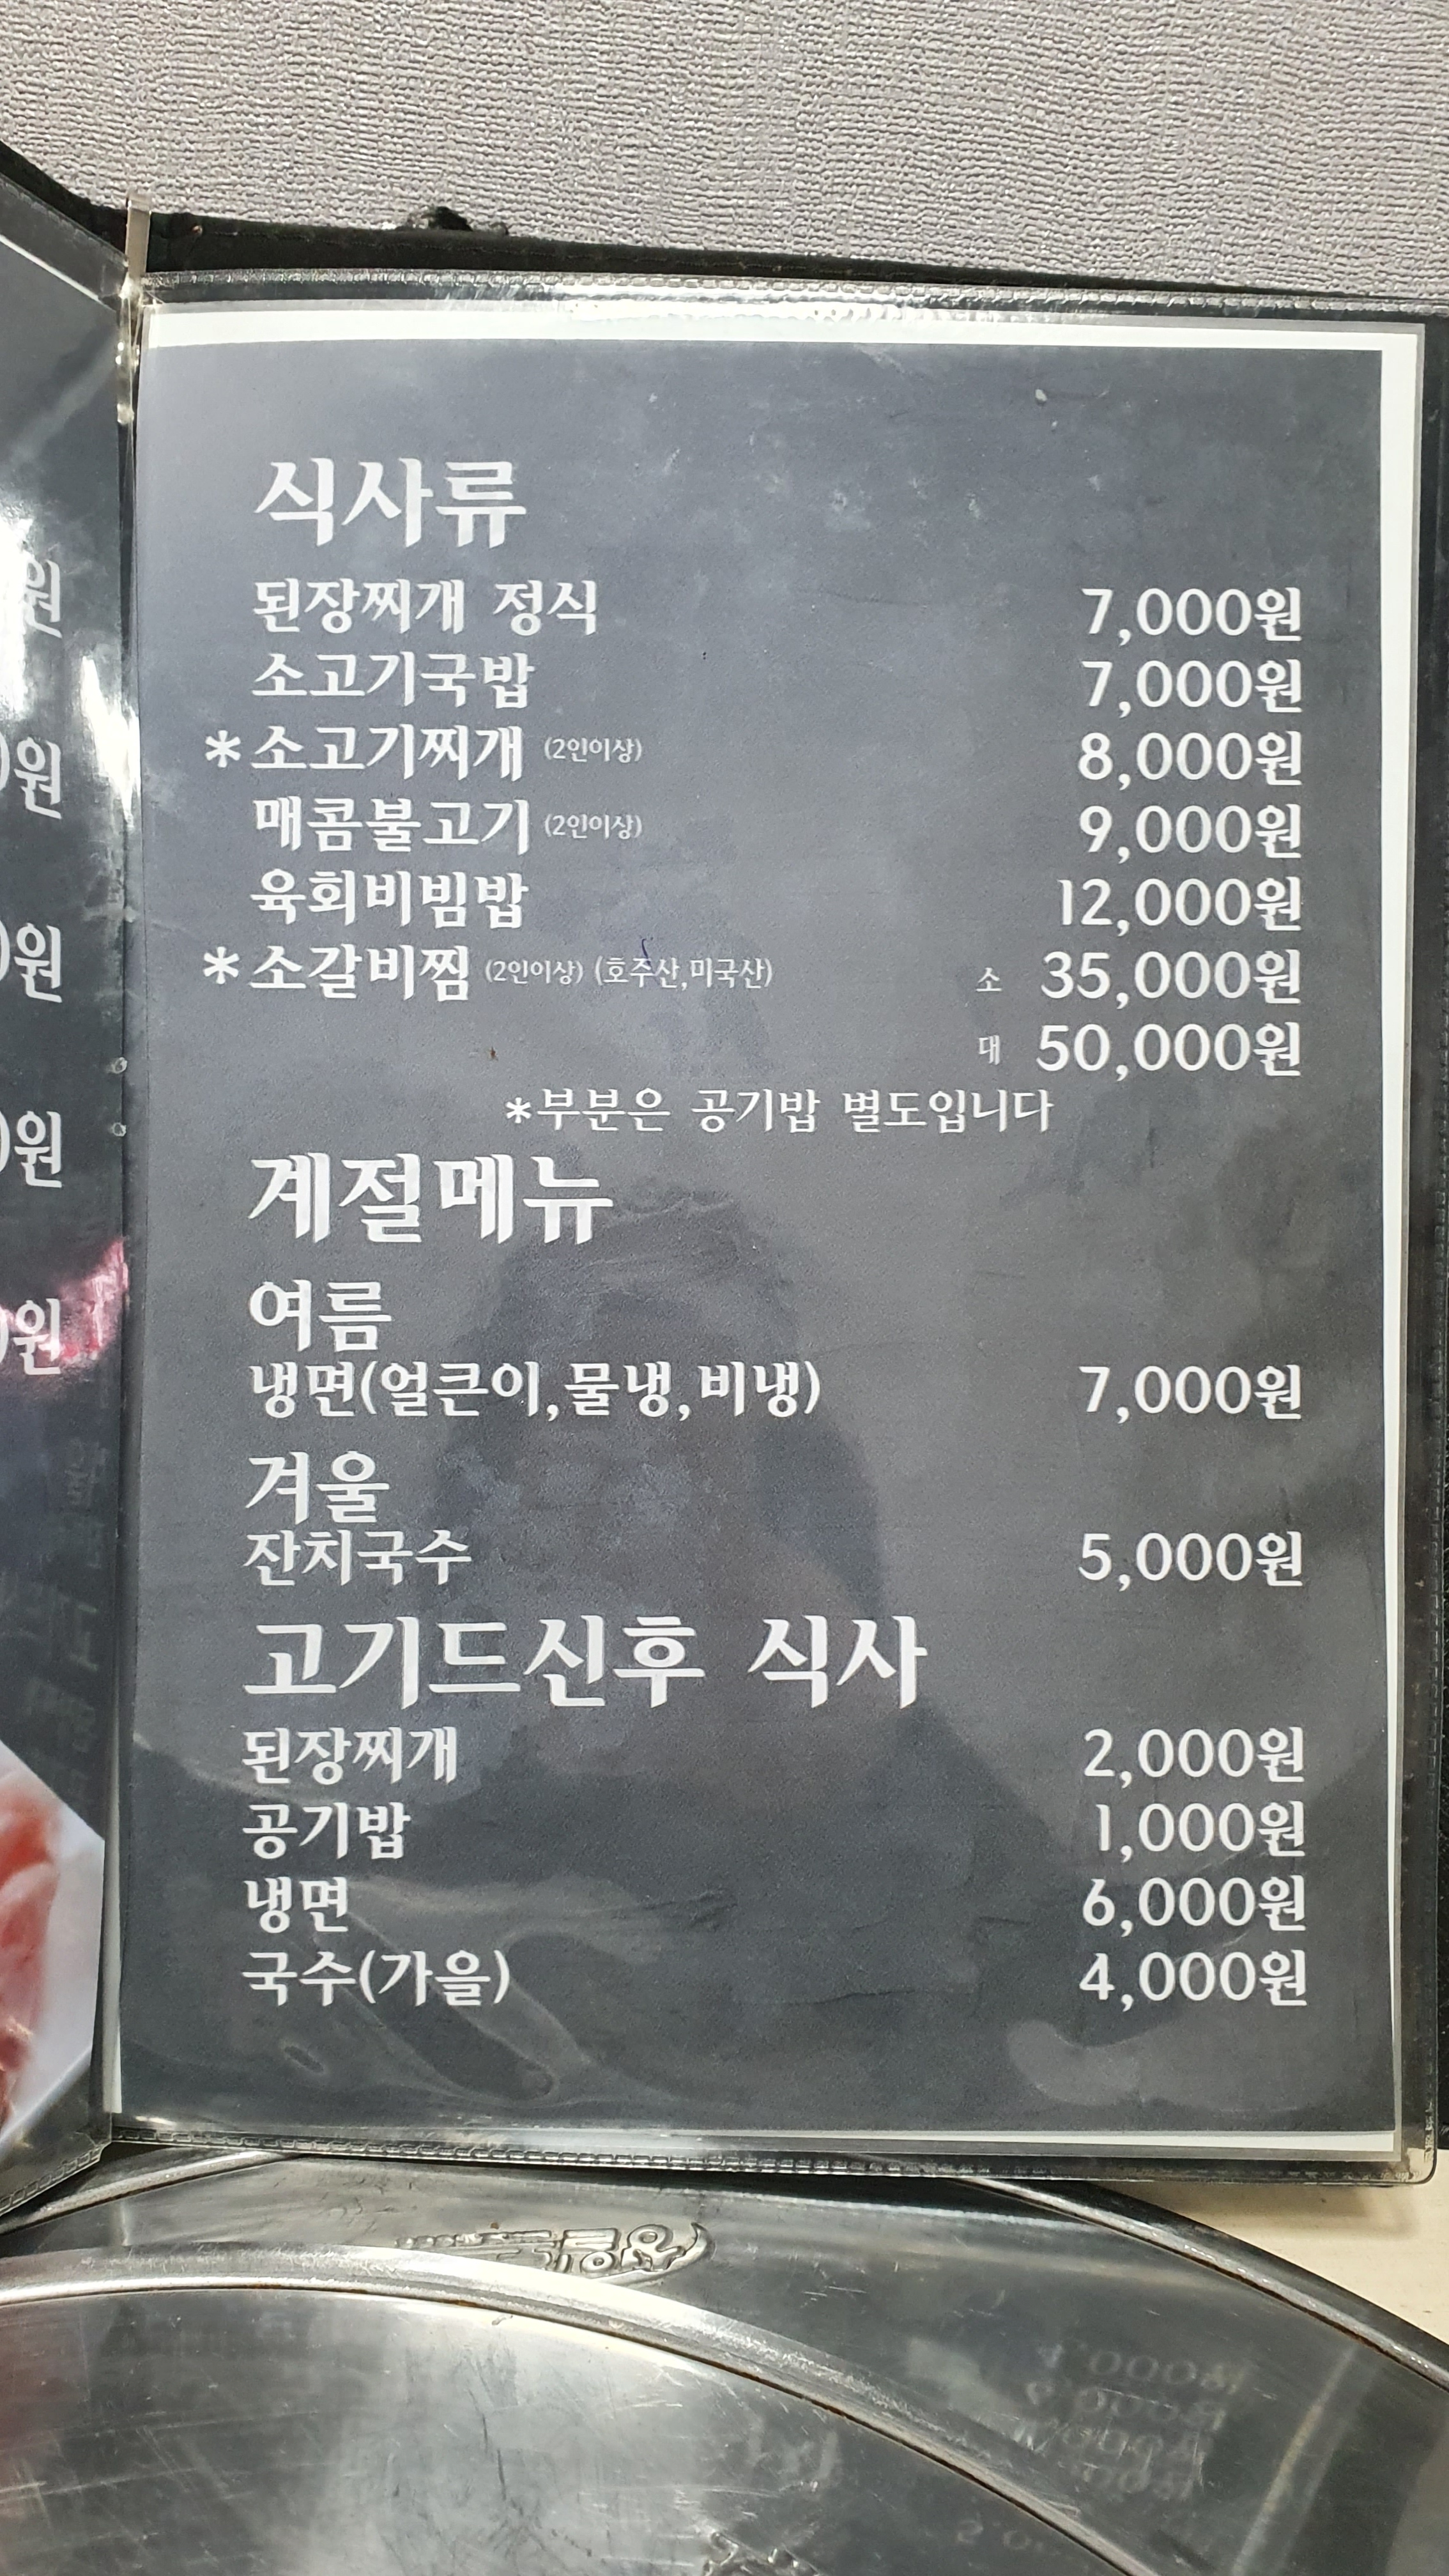 식사류
된장찌개 정식 7,000원
소고기국밥 7,000원
*소고기찌개 (2인이상) 8,000원
매콤불고기 (2인이상) 9,000원
육회비빔밥 12,000원
*소갈비찜 (2인이상) (호주산,미국산) 소 35,000원
대 50,000원
*부분은 공기밥 별도입니다
계절메뉴
여름
냉면(얼큰이,물냉,비냉) 7,000원
겨울
잔치국수 5,000원
고기드신후 식사
된장찌개 2,000원
공기밥 1,000원
냉면 6,000원
국수(가을) 4,000원
원
원
원
원
원